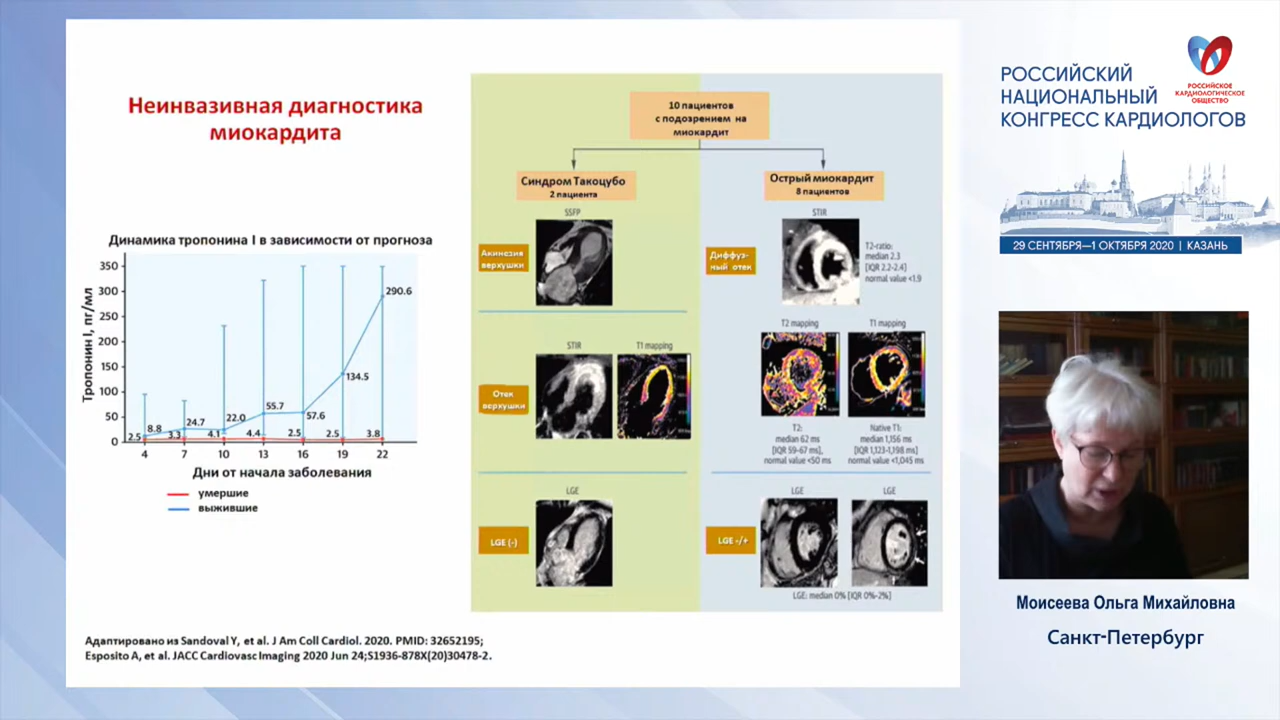 Неинвазивная диагностика
миокардита
Динамика тропонина I в зависимости от прогноза
Тропонин I, пг/мл
350
300
250
200
150
100
50
0
2.5
8.8
3.3
24.7
4.1
22.0
4.4
55.7
2.5
57.6
2.5
134.5
3.8
290.6
4 7 10 13 16 19 22
Дни от начала заболевания
умершие
выжившие
10 пациентов
с подозрением на
миокардит
Синдром Такоцубо
2 пациента
Острый миокардит
8 пациентов
SSFP
Акинезия
верхушки
STIR
T1 mapping
Отек
верхушки
LGE
LGE (-)
STIR
Диффуз-
ный отек
T2-ratio:
median 2.3
[IQR 2.2-2.4]
normal value <1.9
T2 mapping
T1 mapping
T2:
median 62 ms
[IQR 59-67 ms],
normal value <50 ms
Native T1:
median 1,156 ms
[IQR 1,123-1,198 ms]
normal value <1,045 ms
LGE
LGE
LGE -/+
LGE: median 0% [IQR 0%-2%]
Адаптировано из Sandoval Y, et al. J Am Coll Cardiol. 2020. PMID: 32652195;
Esposito A, et al. JACC Cardiovasc Imaging 2020 Jun 24;S1936-878X(20)30478-2.
РОССИЙСКИЙ
НАЦИОНАЛЬНЫЙ
КОНГРЕСС КАРДИОЛОГОВ
РОССИЙСКОЕ
КАРДИОЛОГИЧЕСКОЕ
ОБЩЕСТВО
29 СЕНТЯБРЯ—1 ОКТЯБРЯ 2020 | КАЗАНЬ
Моисеева Ольга Михайловна
Санкт-Петербург